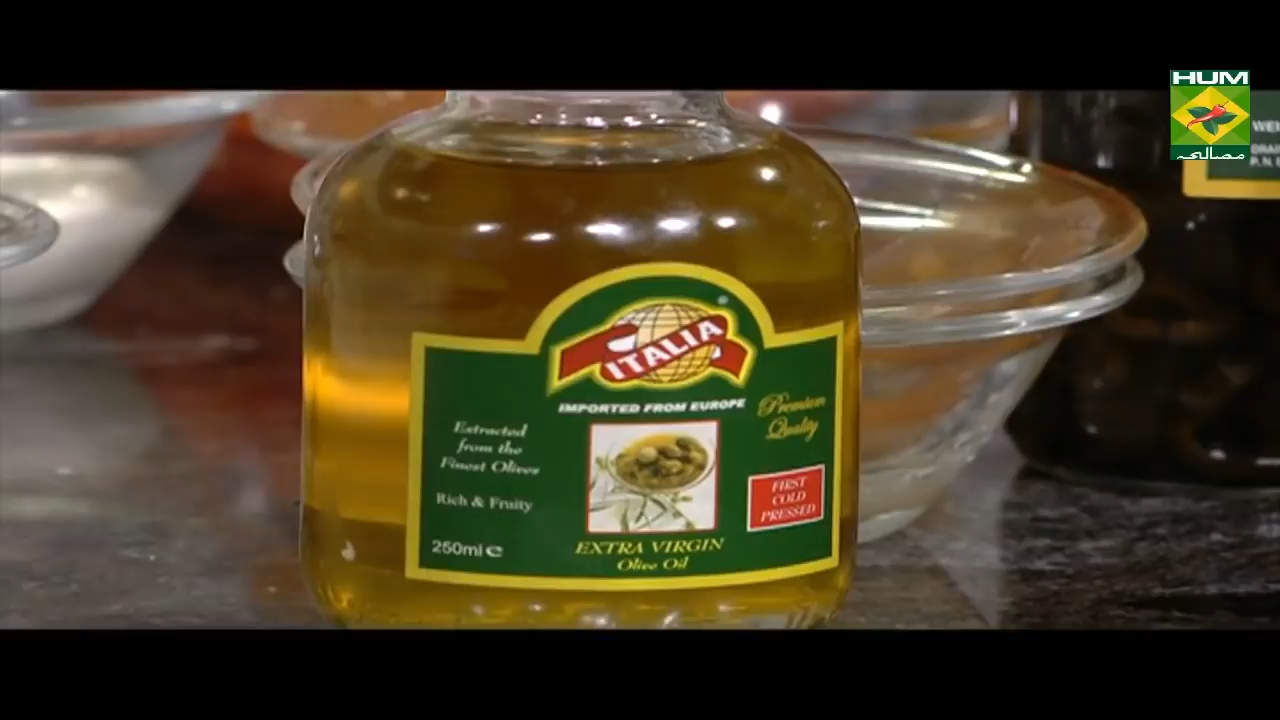 HUM
مصالحہ
ITALIA
®
IMPORTED FROM EUROPE
Premium
Quality
Extracted
from the
Finest Olives
Rich & Fruity
FIRST
COLD
PRESSED
250ml e
EXTRA VIRGIN
Olive Oil